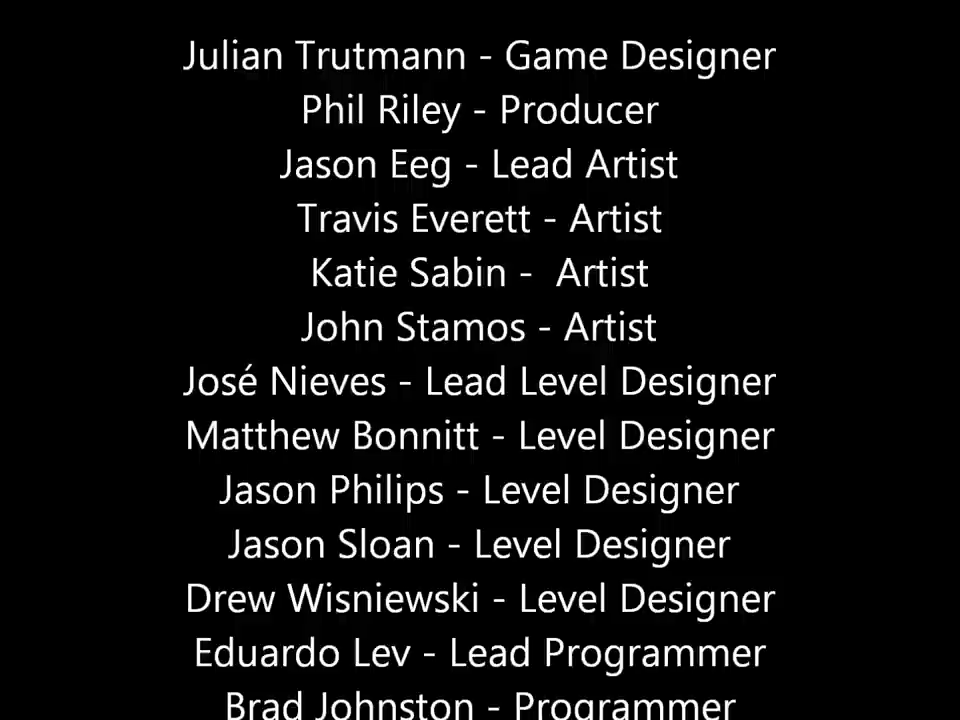 Julian Trutmann - Game Designer
Phil Riley - Producer
Jason Eeg - Lead Artist
Travis Everett - Artist
Katie Sabin -  Artist
John Stamos - Artist
José Nieves - Lead Level Designer
Matthew Bonnitt - Level Designer
Jason Philips - Level Designer
Jason Sloan - Level Designer
Drew Wisniewski - Level Designer
Eduardo Lev - Lead Programmer
Brad Johnston - Programmer